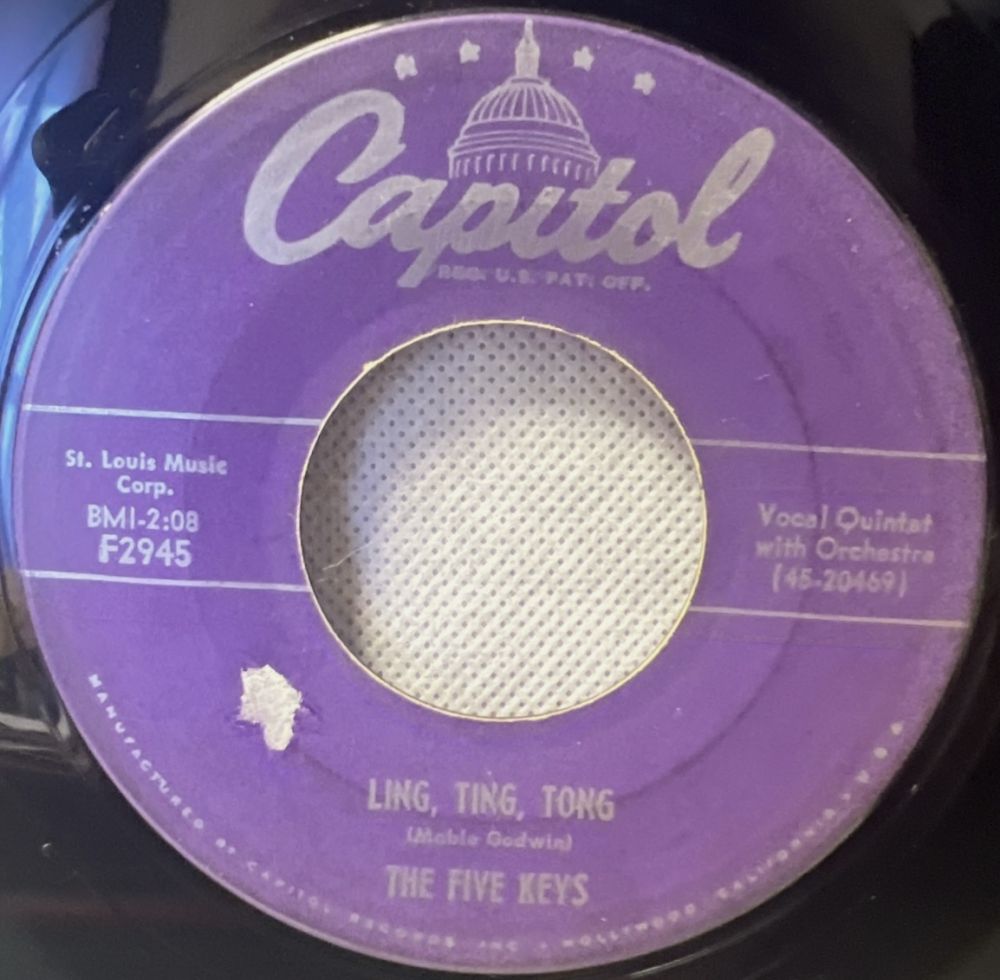 Capitol
REG. U.S. PAT. OFF.
St. Louis Music
Corp.
BMI-2:08
F2945
Vocal Quintet
with Orchestra
(45-20469)
LING, TING, TONG
(Mable Godwin)
THE FIVE KEYS
MANUFACTURED BY CAPITOL RECORDS INC • HOLLYWOOD, CALIFORNIA, U.S.A.